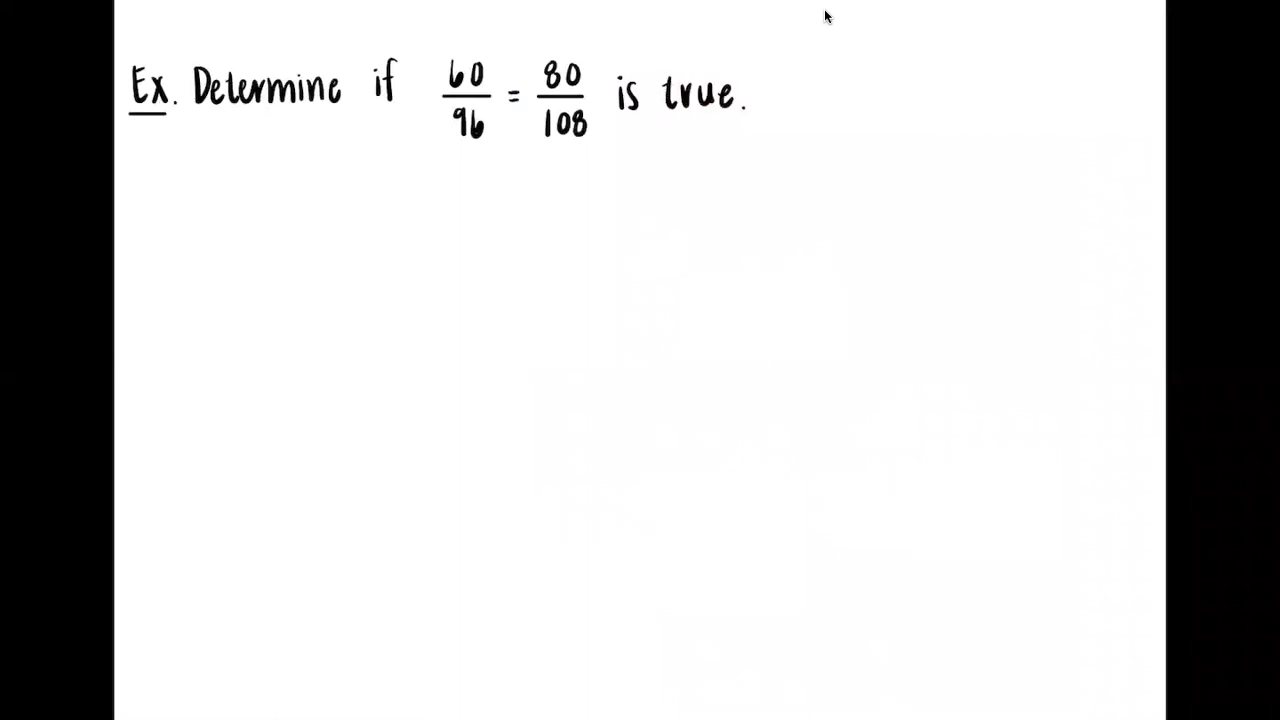 Ex. Determine if 60/96 = 80/108 is true.